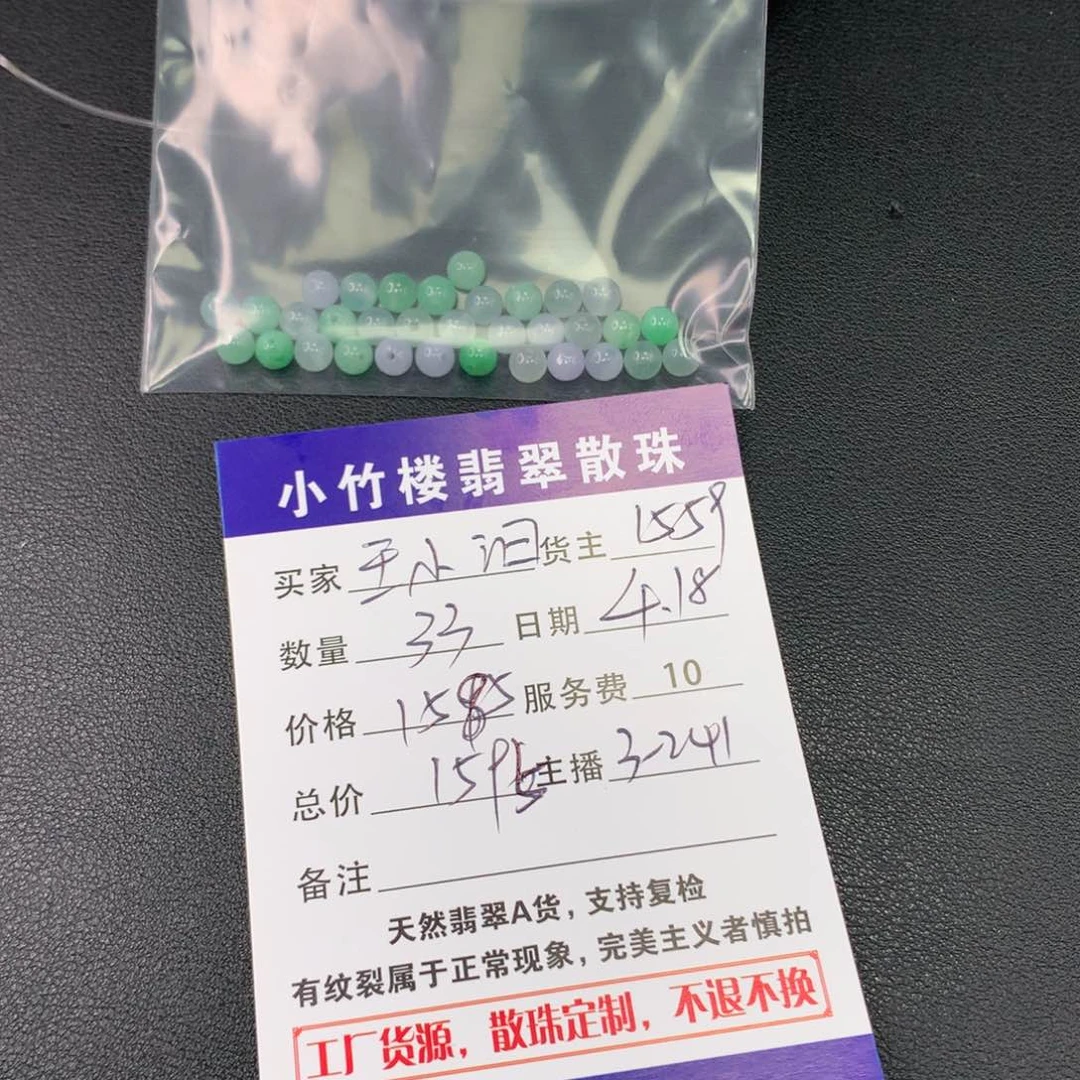 小竹楼翡翠散珠
买家 王小泪 货主 1559
数量 33 日期 4.18
价格 1585 服务费 10
总价 1595 主播 3-241
备注
天然翡翠A货，支持复检
有纹裂属于正常现象，完美主义者慎拍
工厂货源，散珠定制，不退不换